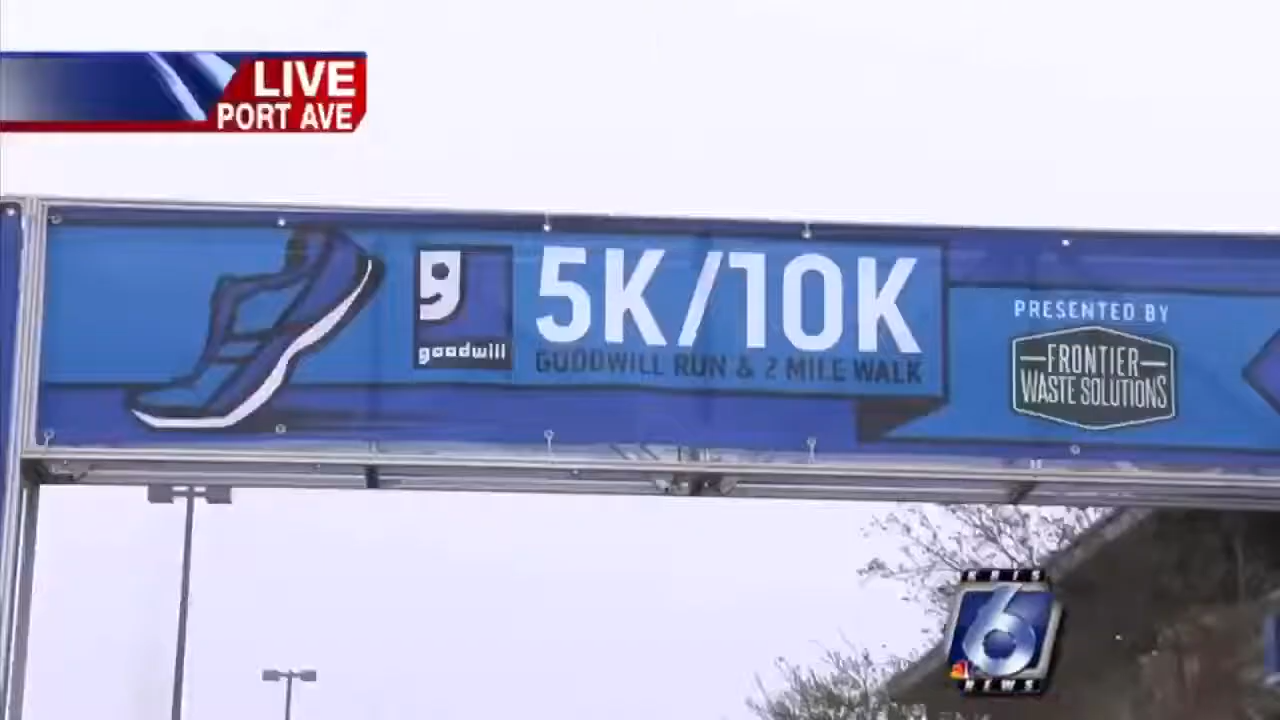 LIVE
PORT AVE
g
goodwill
5K/10K
GOODWILL RUN & 2 MILE WALK
PRESENTED BY
FRONTIER
WASTE SOLUTIONS
KRIS
6
NEWS